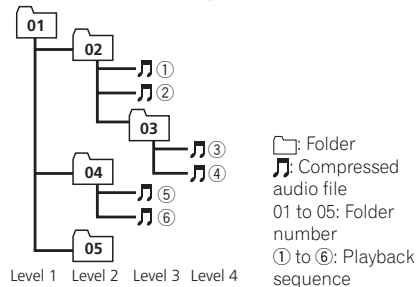 01
02
①
②
03
③
④
04
⑤
⑥
05
Level 1 Level 2 Level 3 Level 4
: Folder
: Compressed
audio file
01 to 05: Folder
number
① to ⑥: Playback
sequence